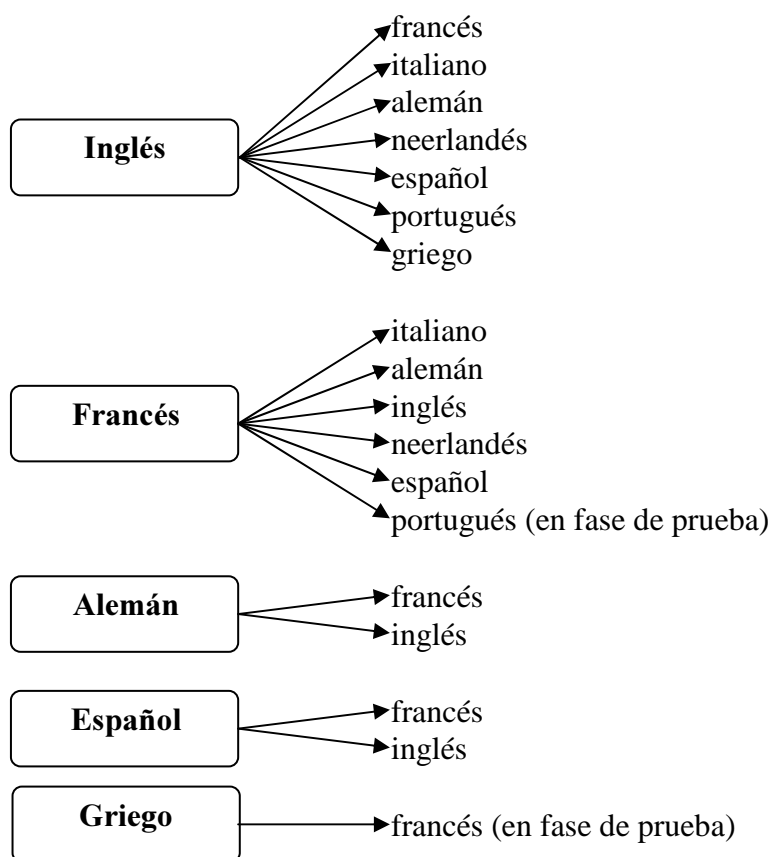 francés
italiano
alemán
Inglés
neerlandés
español
portugués
griego
italiano
alemán
Francés
inglés
neerlandés
español
portugués (en fase de prueba)
Alemán
francés
inglés
Español
francés
inglés
Griego
francés (en fase de prueba)